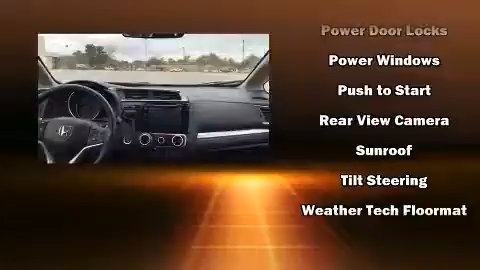 Power Door Locks
Power Windows
Push to Start
Rear View Camera
Sunroof
Tilt Steering
Weather Tech Floormat